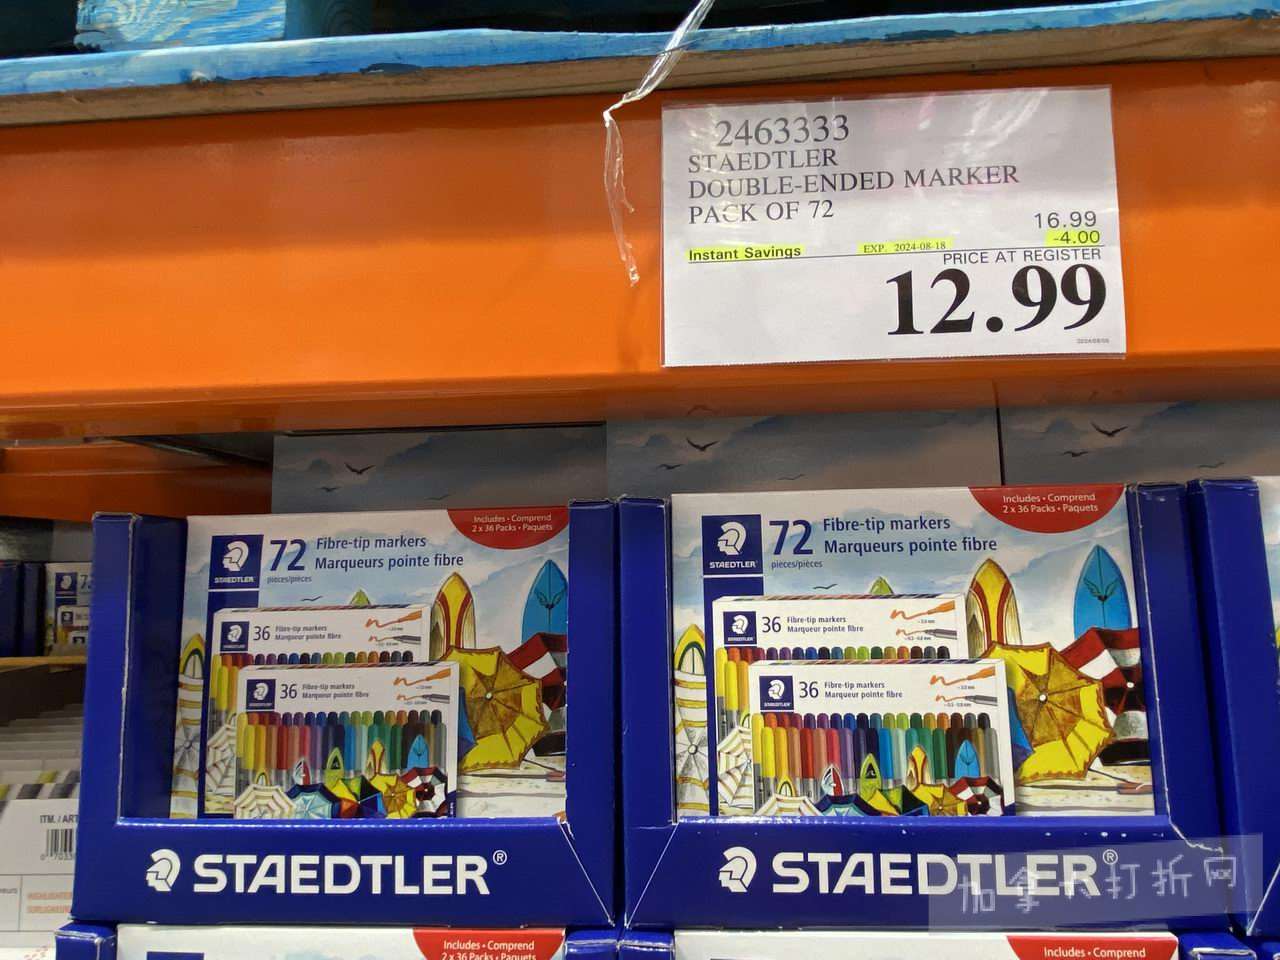 2463333
STAEDTLER
DOUBLE-ENDED MARKER
PACK OF 72
16.99
Instant Savings EXP. 2024-08-18 -4.00
PRICE AT REGISTER
12.99
Includes • Comprend
2 x 36 Packs • Paquets
STAEDTLER
72 Fibre-tip markers
Marqueurs pointe fibre
pieces/pièces
36 Fibre-tip markers
Marqueur pointe fibre
STAEDTLER
36 Fibre-tip markers
Marqueur pointe fibre
STAEDTLER®
Includes • Comprend
2 x 36 Packs • Paquets
STAEDTLER
72 Fibre-tip markers
Marqueurs pointe fibre
pieces/pièces
36 Fibre-tip markers
Marqueur pointe fibre
STAEDTLER
36 Fibre-tip markers
Marqueur pointe fibre
STAEDTLER®
加拿大打折网
72
ITM. / ART
Includes • Comprend
2 x 36 Packs • Paquets
Includes • Comprend